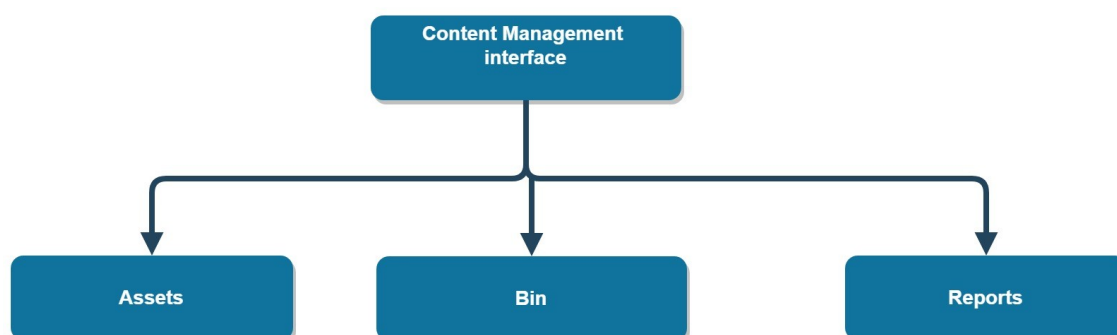 Content Management
interface
Assets
Bin
Reports